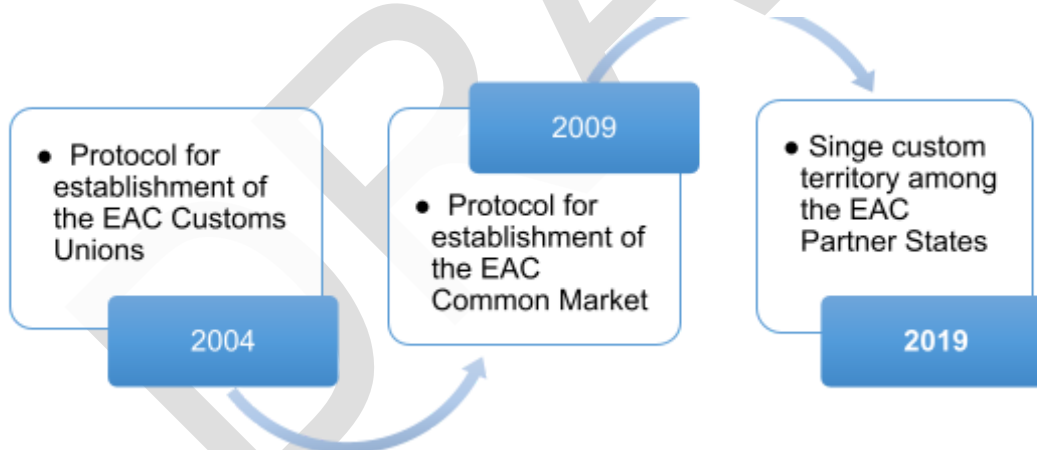 ● Protocol for
establishment of
the EAC Customs
Unions
2004
2009
● Protocol for
establishment of
the EAC
Common Market
● Singe custom
territory among
the EAC
Partner States
2019